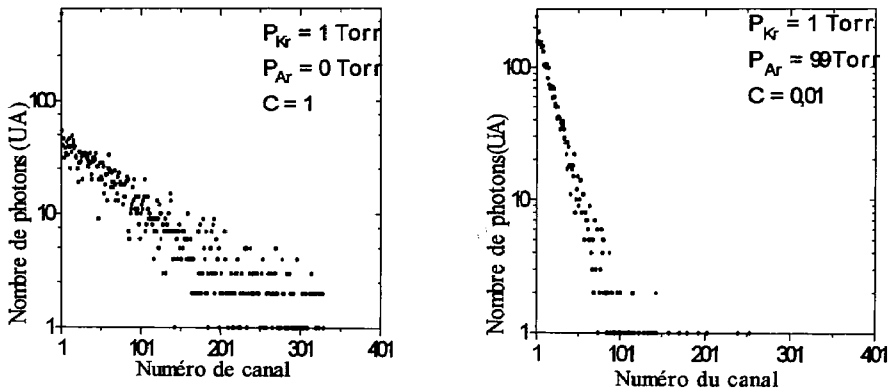 P_Kr = 1 Torr
P_Ar = 0 Torr
C = 1
Nombre de photons (UA)
100
10
1
1 101 201 301 401
Numéro de canal
P_Kr = 1 Torr
P_Ar = 99 Torr
C = 0,01
Nombre de photons(UA)
100
10
1
1 101 201 301 401
Numéro du canal